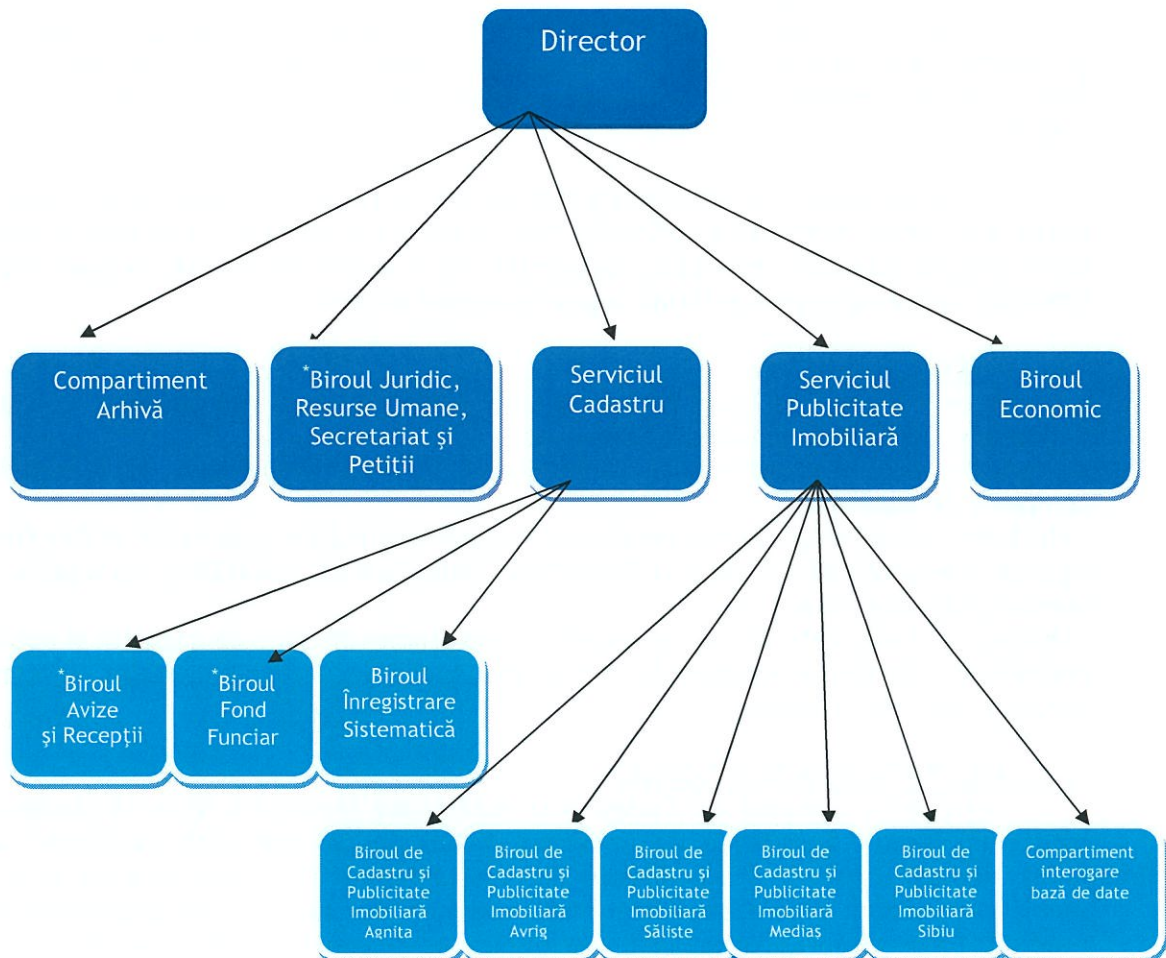 Director
Compartiment
Arhivă
*Biroul Juridic,
Resurse Umane,
Secretariat și
Petiții
Serviciul
Cadastru
Serviciul
Publicitate
Imobiliară
Biroul
Economic
*Biroul
Avize
și Recepții
*Biroul
Fond
Funciar
Biroul
Înregistrare
Sistematică
Biroul de
Cadastru și
Publicitate
Imobiliară
Agnita
Biroul de
Cadastru și
Publicitate
Imobiliară
Avrig
Biroul de
Cadastru și
Publicitate
Imobiliară
Săliste
Biroul de
Cadastru și
Publicitate
Imobiliară
Mediaș
Biroul de
Cadastru și
Publicitate
Imobiliară
Sibiu
Compartiment
interogare
bază de date